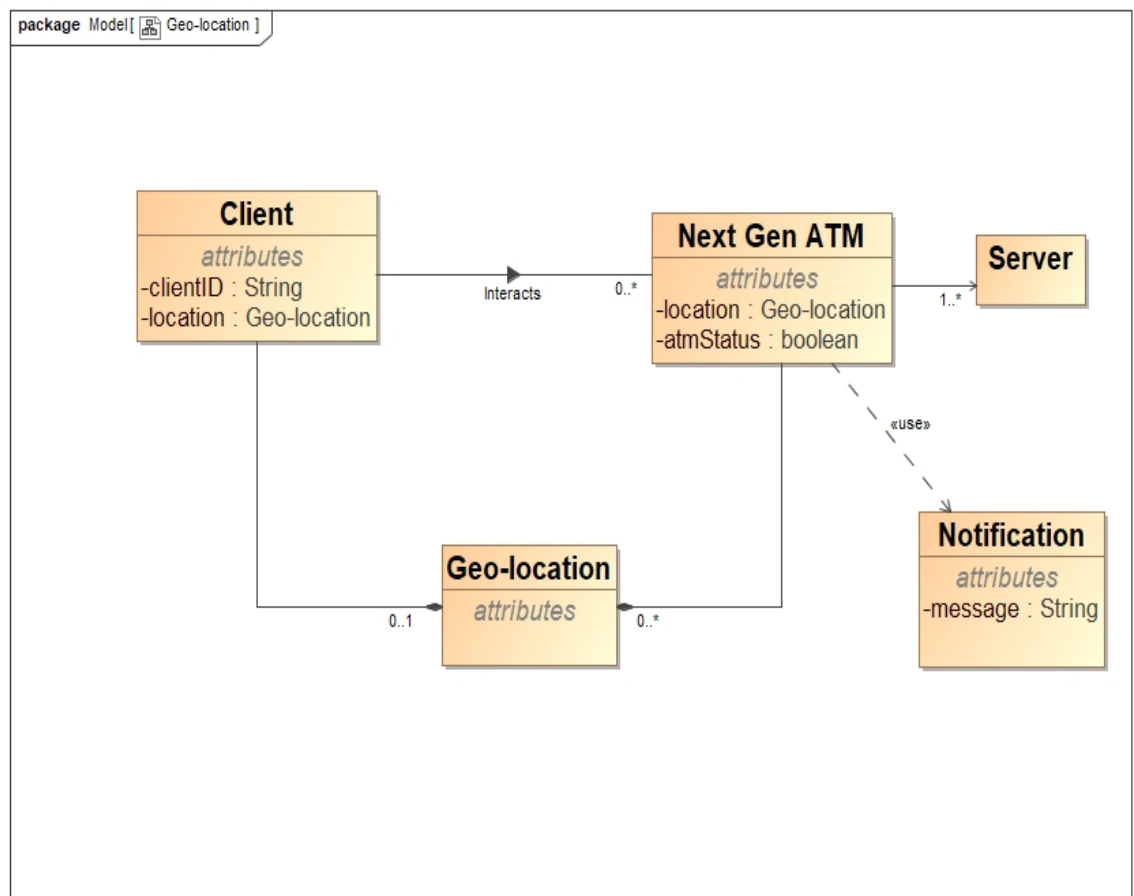 package Model[ Geo-location ]
Client
attributes
-clientID : String
-location : Geo-location
Interacts
0..*
Next Gen ATM
attributes
-location : Geo-location
-atmStatus : boolean
1..*
Server
«use»
Notification
attributes
-message : String
Geo-location
attributes
0..1
0..*